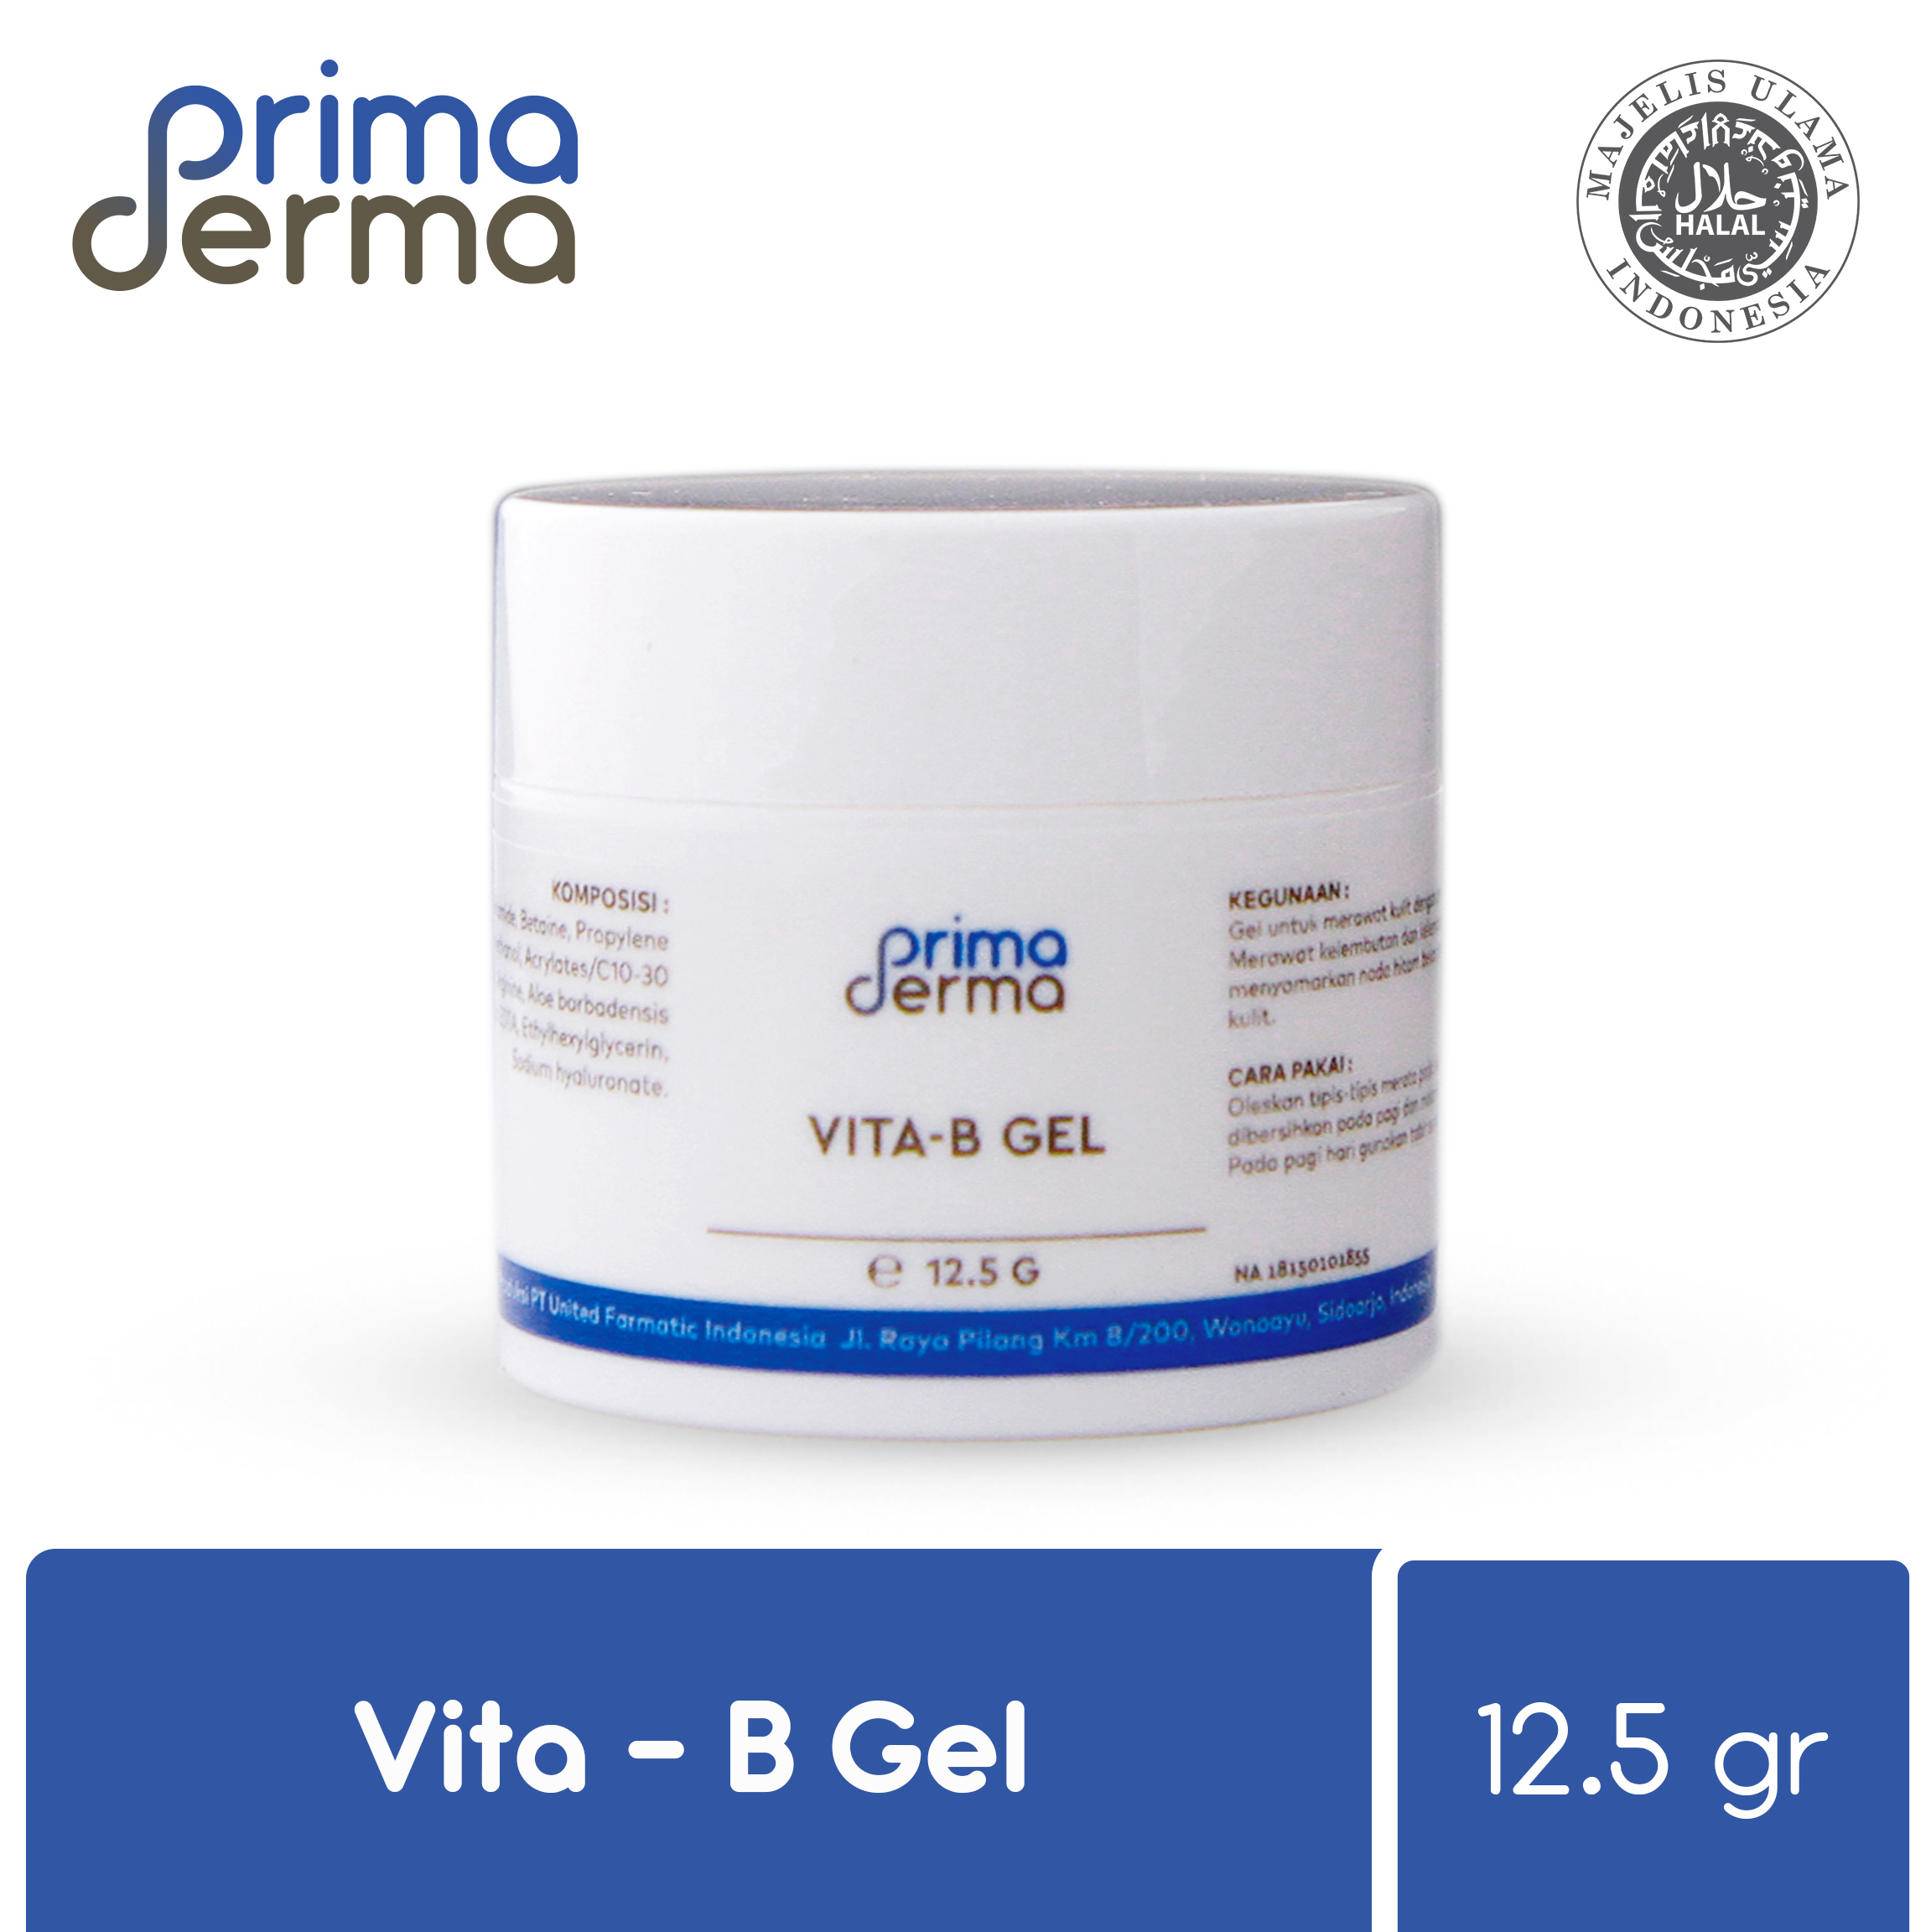 prima
derma
MAJELIS ULAMA
حلال
HALAL
INDONESIA
KOMPOSISI :
Betaine, Propylene
Acrylates/C10-30
Aloe barbadensis
Ethylhexylglycerin,
Sodium hyaluronate.
prima
derma
VITA-B GEL
℮ 12.5 G
KEGUNAAN :
Gel untuk merawat kulit dengan
Merawat kelembutan dan
menyamarkan noda hitam
kulit.
CARA PAKAI :
Oleskan tipis-tipis merata
dibersihkan pada pagi dan
Pada pagi hari gunakan
NA 18150101855
PT United Farmatic Indonesia Jl. Raya Pilang Km 8/200, Wonoayu, Sidoarjo,
Vita - B Gel
12.5 gr